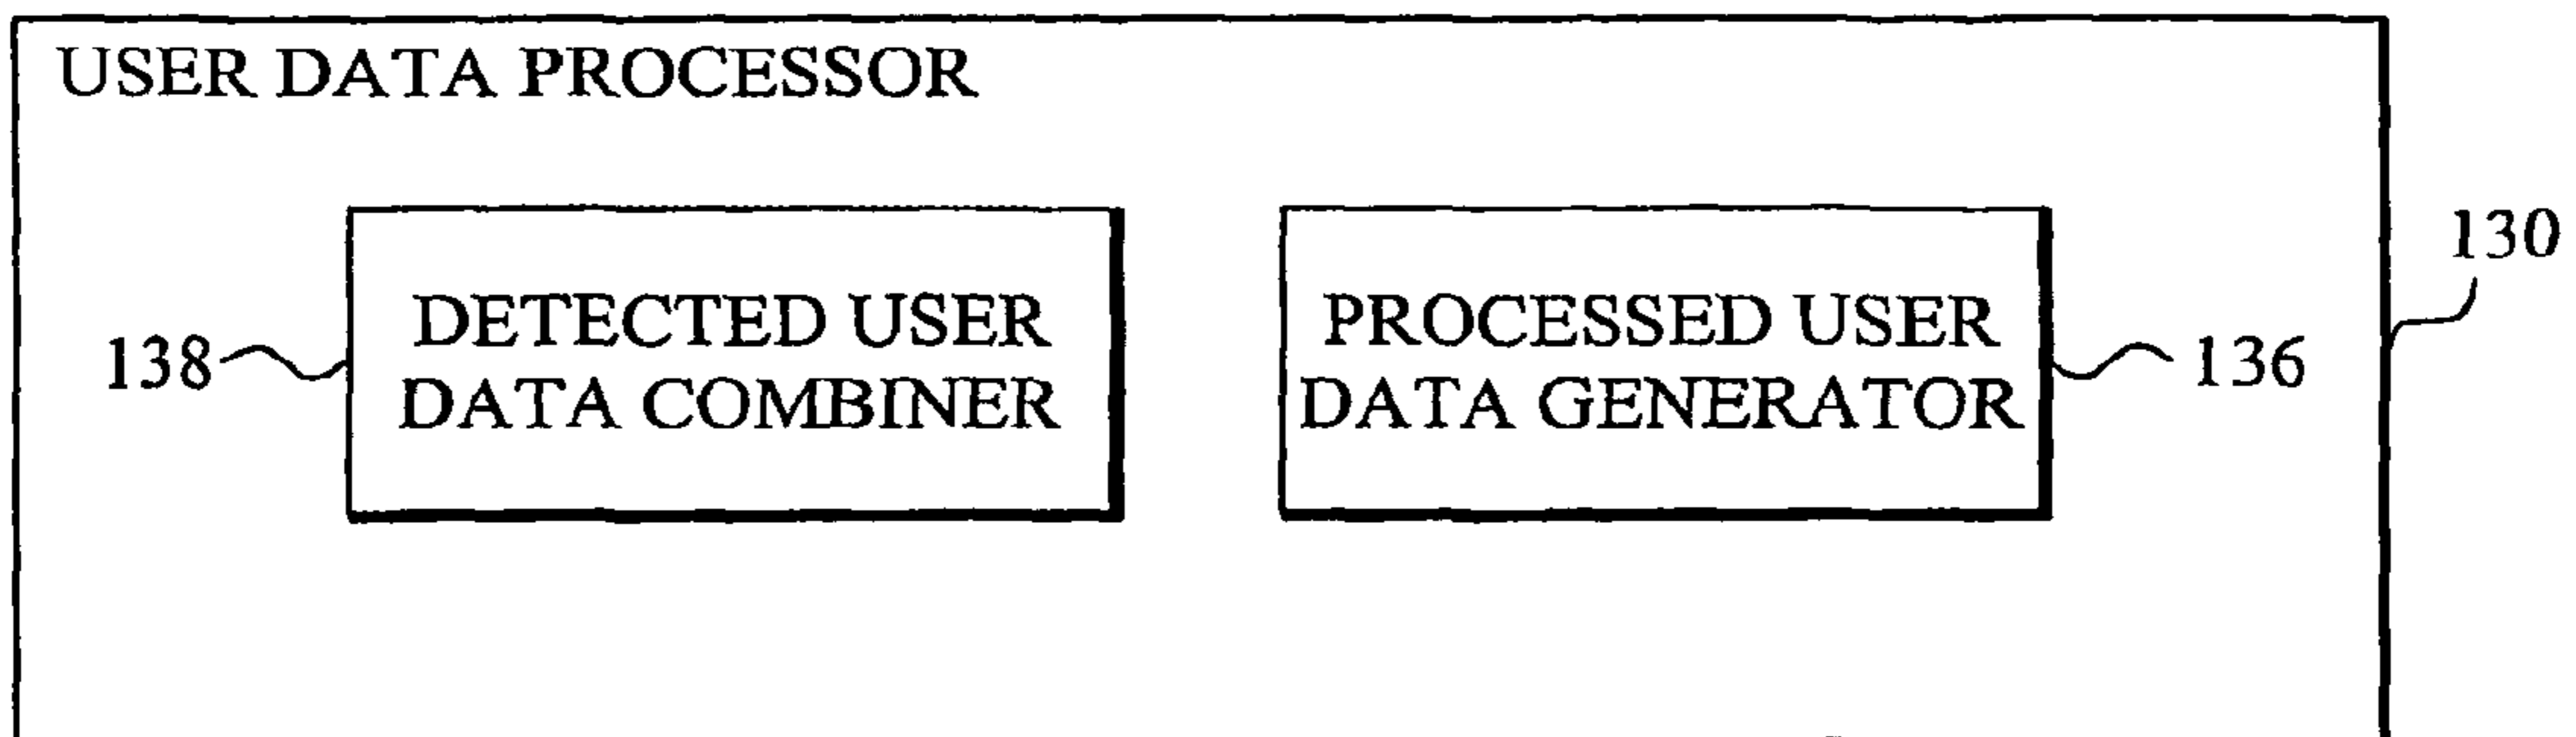 USER DATA PROCESSOR
130
138
DETECTED USER
DATA COMBINER
PROCESSED USER
DATA GENERATOR
136